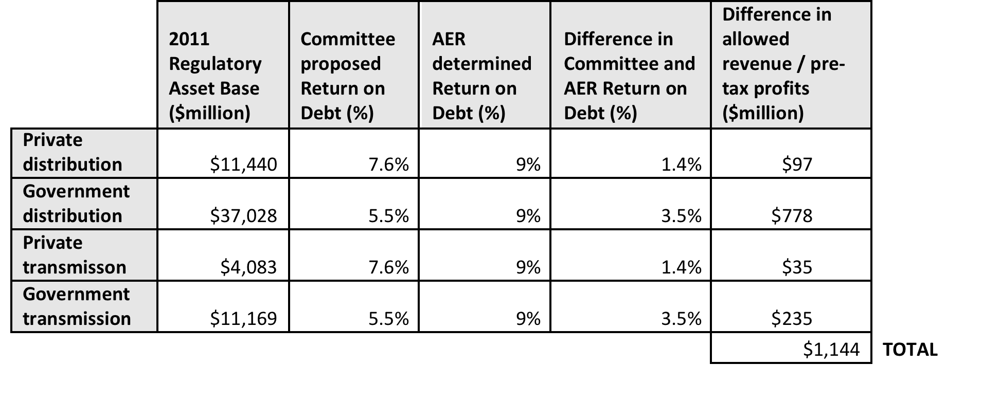 2011
Regulatory
Asset Base
($million)
Committee
proposed
Return on
Debt (%)
AER
determined
Return on
Debt (%)
Difference in
Committee and
AER Return on
Debt (%)
Difference in
allowed
revenue / pre-
tax profits
($million)
Private
distribution
$11,440
7.6%
9%
1.4%
$97
Government
distribution
$37,028
5.5%
9%
3.5%
$778
Private
transmisson
$4,083
7.6%
9%
1.4%
$35
Government
transmission
$11,169
5.5%
9%
3.5%
$235
$1,144
TOTAL